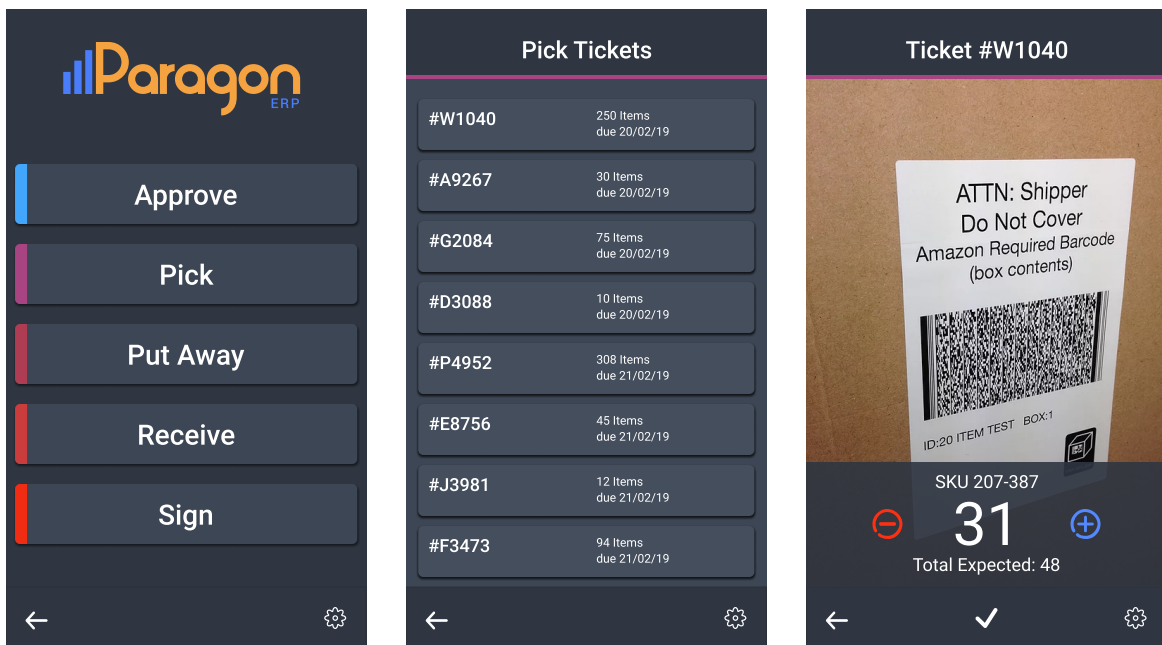 Paragon
ERP
Approve
Pick
Put Away
Receive
Sign
Pick Tickets
#W1040
250 Items
due 20/02/19
#A9267
30 Items
due 20/02/19
#G2084
75 Items
due 20/02/19
#D3088
10 Items
due 20/02/19
#P4952
308 Items
due 21/02/19
#E8756
45 Items
due 21/02/19
#J3981
12 Items
due 21/02/19
#F3473
94 Items
due 21/02/19
Ticket #W1040
ATTN: Shipper
Do Not Cover
Amazon Required Barcode
(box contents)
ID:20 ITEM TEST BOX:1
SKU 207-387
31
Total Expected: 48